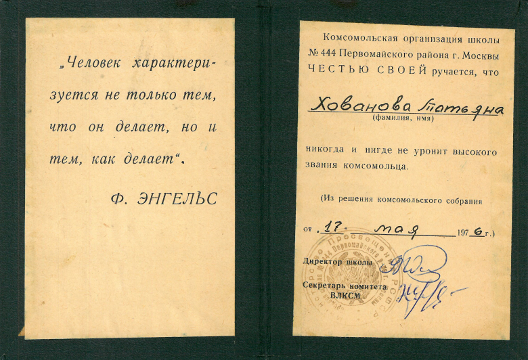 „Человек характери-
зуется не только тем,
что он делает, но и
тем, как делает“.
Ф. ЭНГЕЛЬС
Комсомольская организация школы
№ 444 Первомайского района г. Москвы
ЧЕСТЬЮ СВОЕЙ ручается, что
Хованова Татьяна
(фамилия, имя)
никогда и нигде не уронит высокого
звания комсомольца.
(Из решения комсомольского собрания
от „17“ мая 1976 г.)
Директор школы
Секретарь комитета
ВЛКСМ